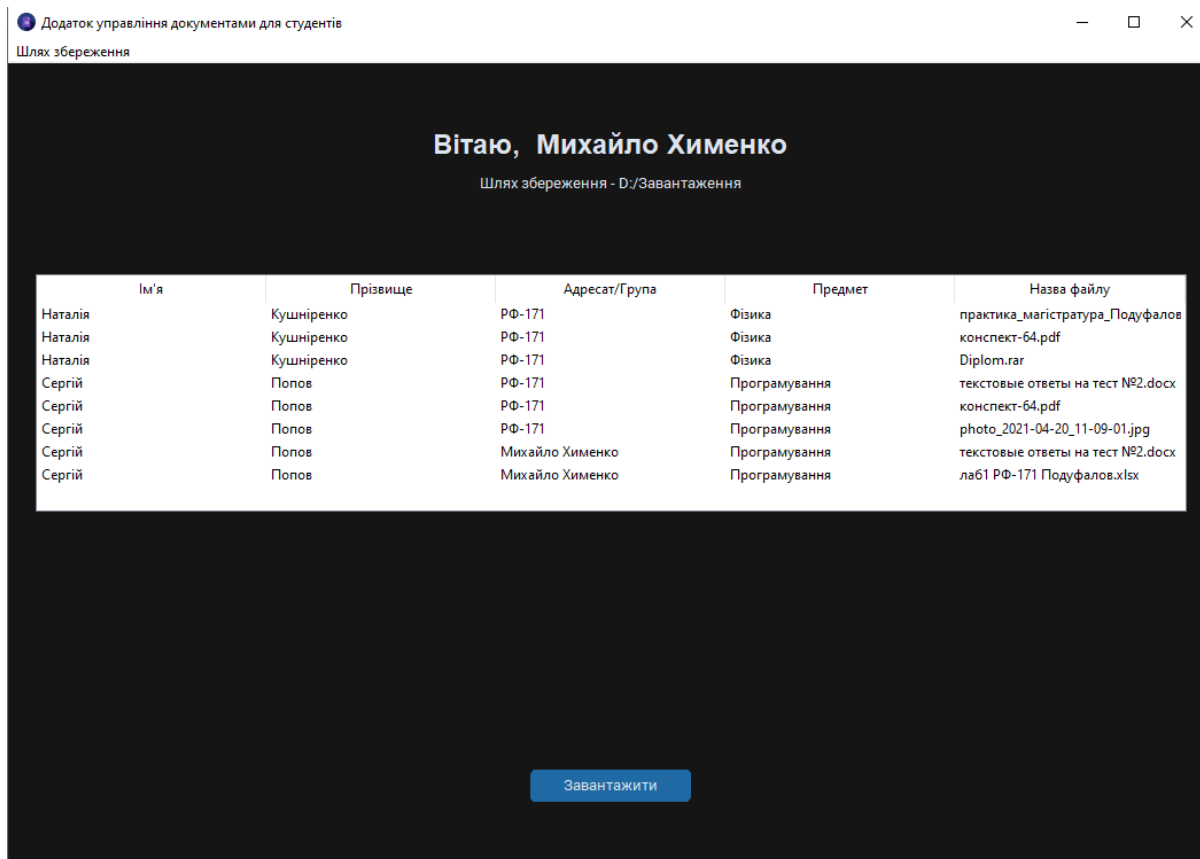 Додаток управління документами для студентів
Шлях збереження
Вітаю, Михайло Хименко
Шлях збереження - D:/Завантаження
Ім'я Прізвище Адресат/Група Предмет Назва файлу
Наталія Кушніренко РФ-171 Фізика практика_магістратура_Подуфалов
Наталія Кушніренко РФ-171 Фізика конспект-64.pdf
Наталія Кушніренко РФ-171 Фізика Diplom.rar
Сергій Попов РФ-171 Програмування текстовые ответы на тест №2.docx
Сергій Попов РФ-171 Програмування конспект-64.pdf
Сергій Попов РФ-171 Програмування photo_2021-04-20_11-09-01.jpg
Сергій Попов Михайло Хименко Програмування текстовые ответы на тест №2.docx
Сергій Попов Михайло Хименко Програмування лаб1 РФ-171 Подуфалов.xlsx
Завантажити